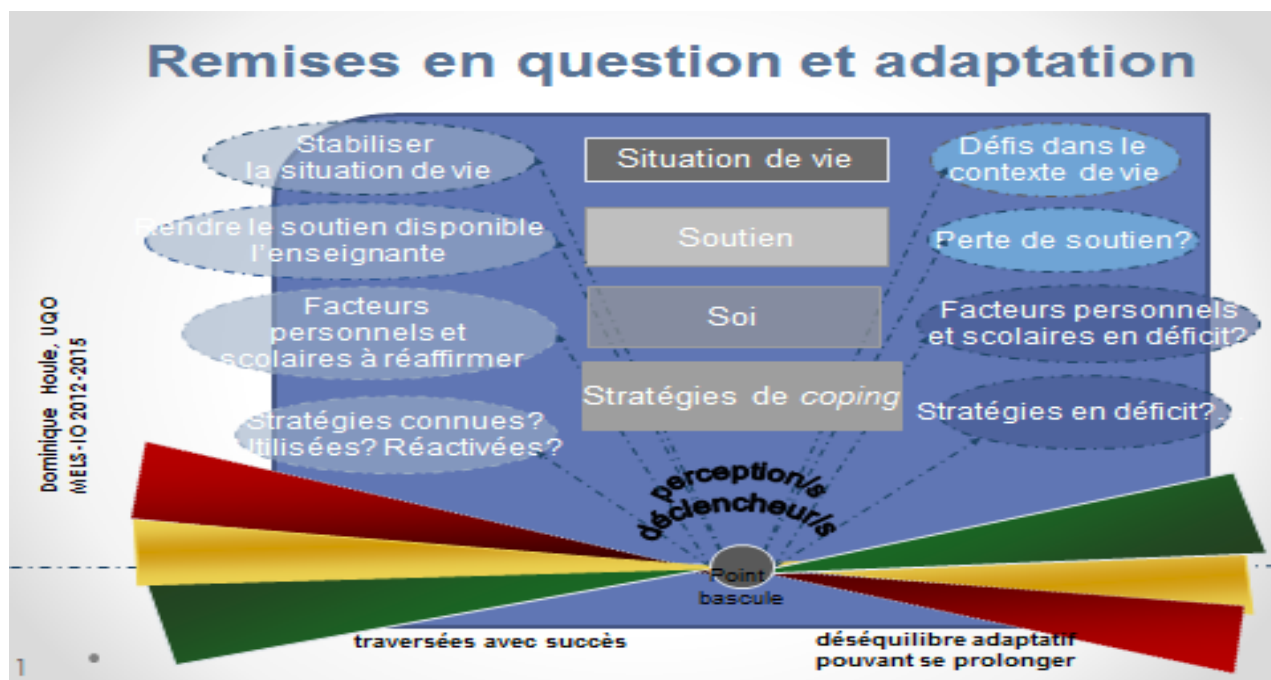 Remises en question et adaptation
Stabiliser
la situation de vie
Rendre le soutien disponible
l'enseignante
Facteurs
personnels et
scolaires à réaffirmer
Stratégies connues?
Utilisées? Réactivées?
Situation de vie
Soutien
Soi
Stratégies de coping
Défis dans le
contexte de vie
Perte de soutien?
Facteurs personnels
et scolaires en déficit?
Stratégies en déficit?
perception/s
déclencheur/s
Point
bascule
traversées avec succès
déséquilibre adaptatif
pouvant se prolonger
Dominique Houle, UQO
MELS-IO 2012-2015
1